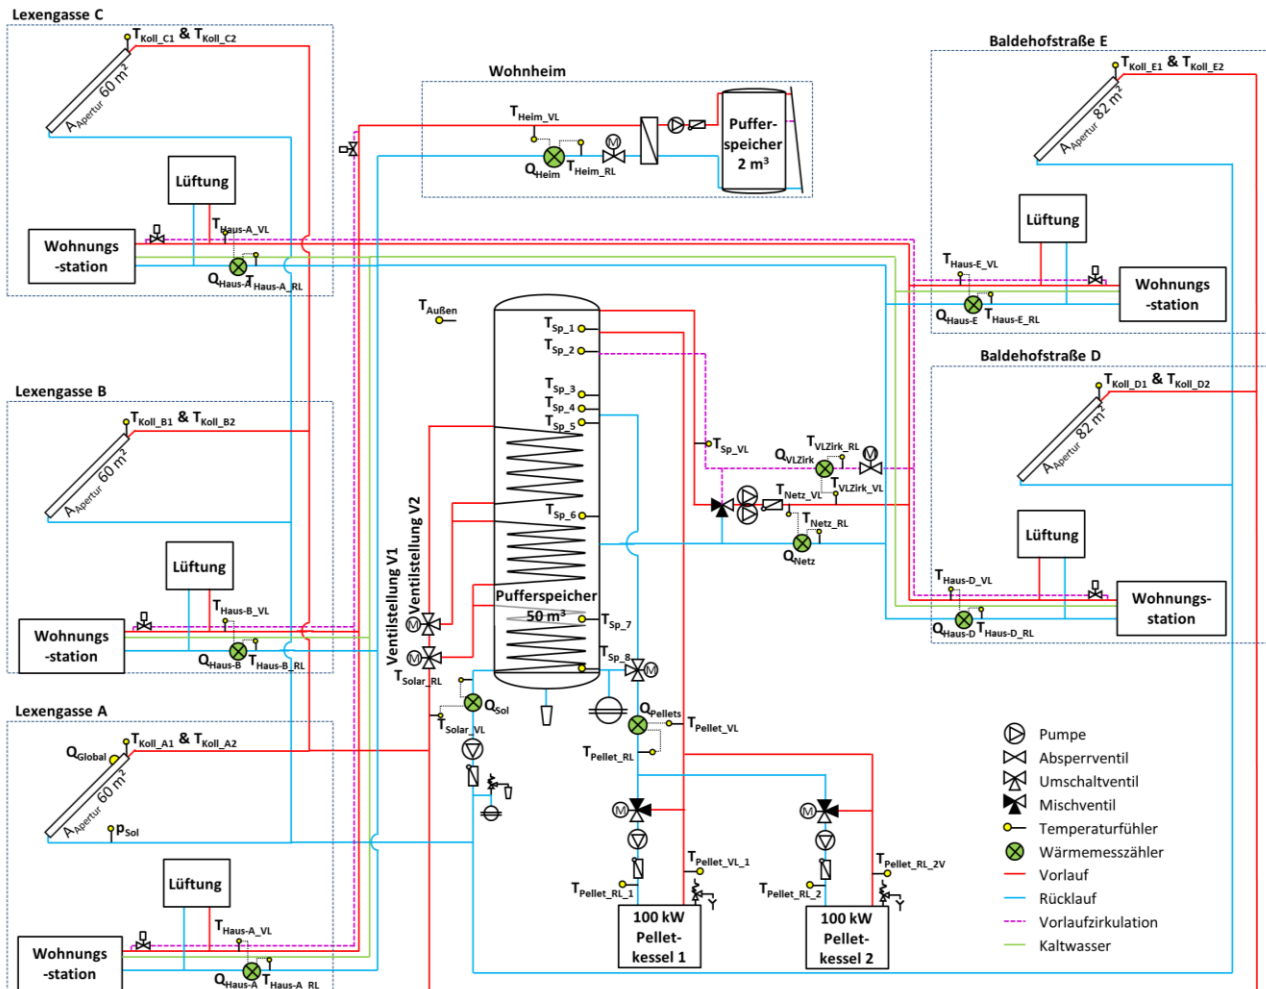 Lexengasse C
TKoll_C1 & TKoll_C2
AApertur 60 m²
Lüftung
THaus-A_VL
Wohnungs
-station
QHaus-A
THaus-A_RL
Wohnheim
THeim_VL
QHeim
THeim_RL
M
Puffer-
speicher
2 m³
Baldehofstraße E
TKoll_E1 & TKoll_E2
AApertur 82 m²
Lüftung
THaus-E_VL
Wohnungs
-station
QHaus-E
THaus-E_RL
TAußen
TSp_1
TSp_2
TSp_3
TSp_4
TSp_5
TSp_6
Pufferspeicher
50 m³
TSp_7
TSp_8
TSp_VL
QVLZirk
TVLZirk_RL
M
TVLZirk_VL
TNetz_VL
TNetz_RL
QNetz
Lexengasse B
TKoll_B1 & TKoll_B2
AApertur 60 m²
Lüftung
THaus-B_VL
Wohnungs
-station
QHaus-B
THaus-B_RL
Ventilstellung V1
Ventilstellung V2
M
M
M
TSolar_RL
QSol
TSolar_VL
Baldehofstraße D
TKoll_D1 & TKoll_D2
AApertur 82 m²
Lüftung
THaus-D_VL
Wohnungs-
station
QHaus-D
THaus-D_RL
Lexengasse A
QGlobal
TKoll_A1 & TKoll_A2
AApertur 60 m²
pSol
Lüftung
THaus-A_VL
Wohnungs
-station
QHaus-A
THaus-A_RL
QPellets
TPellet_VL
TPellet_RL
M
M
TPellet_VL_1
TPellet_RL_1
TPellet_RL_2
TPellet_RL_2V
100 kW
Pellet-
kessel 1
100 kW
Pellet-
kessel 2
Pumpe
Absperrventil
Umschaltventil
Mischventil
Temperaturfühler
Wärmemesszähler
Vorlauf
Rücklauf
Vorlaufzirkulation
Kaltwasser